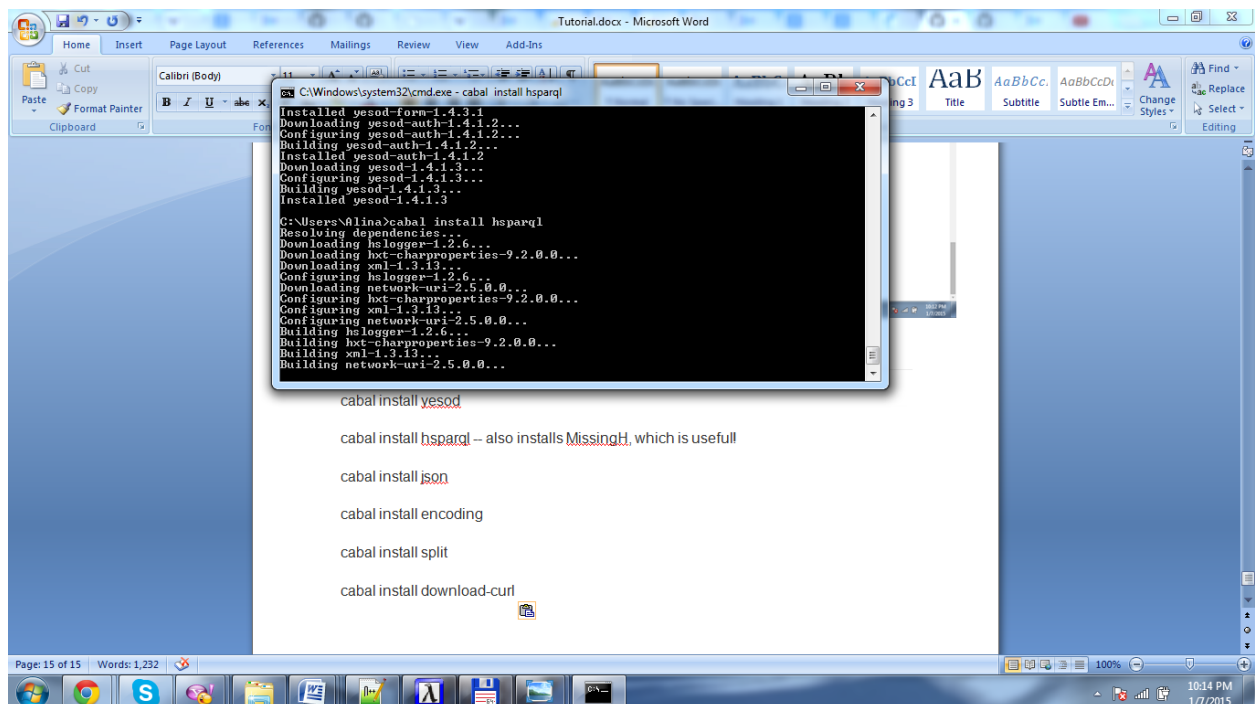 Tutorial.docx - Microsoft Word
Home Insert Page Layout References Mailings Review View Add-Ins
Cut
Copy
Paste
Format Painter
Clipboard
Calibri (Body)
11
B I U abe x
AaB
Title
AaBbCc.
Subtitle
AaBbCcDı
Subtle Em...
Change
Styles
Find
Replace
Select
Editing
C:\Windows\system32\cmd.exe - cabal install hsparql
Installed yesod-form-1.4.3.1
Downloading yesod-auth-1.4.1.2...
Configuring yesod-auth-1.4.1.2...
Building yesod-auth-1.4.1.2...
Installed yesod-auth-1.4.1.2
Downloading yesod-1.4.1.3...
Configuring yesod-1.4.1.3...
Building yesod-1.4.1.3...
Installed yesod-1.4.1.3
C:\Users\Alina>cabal install hsparql
Resolving dependencies...
Downloading hslogger-1.2.6...
Downloading hxt-charproperties-9.2.0.0...
Downloading xml-1.3.13...
Configuring hslogger-1.2.6...
Downloading network-uri-2.5.0.0...
Configuring hxt-charproperties-9.2.0.0...
Configuring xml-1.3.13...
Configuring network-uri-2.5.0.0...
Building hslogger-1.2.6...
Building hxt-charproperties-9.2.0.0...
Building xml-1.3.13...
Building network-uri-2.5.0.0...
cabal install yesod
cabal install hsparql – also installs MissingH, which is useful!
cabal install json
cabal install encoding
cabal install split
cabal install download-curl
Page: 15 of 15 Words: 1,232
100%
10:14 PM
1/7/2015